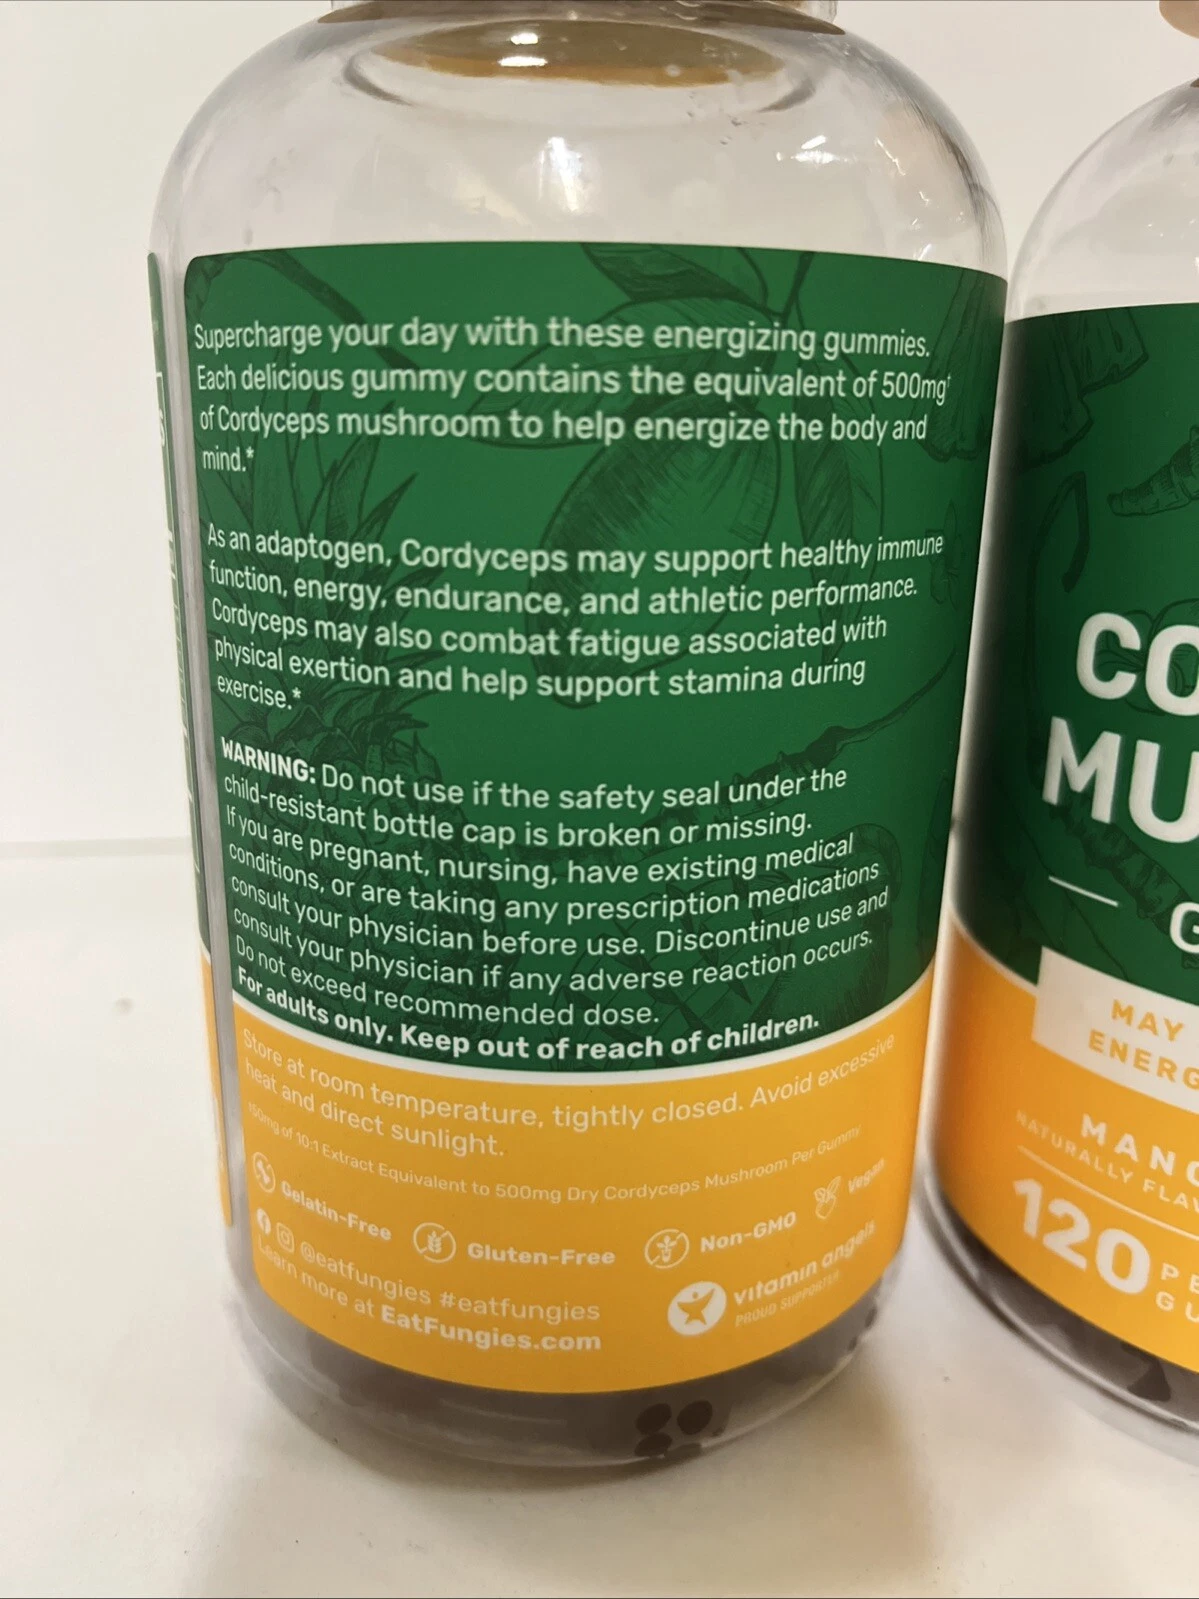 Supercharge your day with these energizing gummies.
Each delicious gummy contains the equivalent of 500mg†
of Cordyceps mushroom to help energize the body and
mind.*
As an adaptogen, Cordyceps may support healthy immune
function, energy, endurance, and athletic performance.
Cordyceps may also combat fatigue associated with
physical exertion and help support stamina during
exercise.*
WARNING: Do not use if the safety seal under the
child-resistant bottle cap is broken or missing.
If you are pregnant, nursing, have existing medical
conditions, or are taking any prescription medications
consult your physician before use. Discontinue use and
consult your physician if any adverse reaction occurs.
Do not exceed recommended dose.
For adults only. Keep out of reach of children.
Store at room temperature, tightly closed. Avoid excessive
heat and direct sunlight.
150mg of 10:1 Extract Equivalent to 500mg Dry Cordyceps Mushroom Per Gummy
Gelatin-Free
Gluten-Free
Non-GMO
Vegan
@eatfungies #eatfungies
Learn more at EatFungies.com
vitamin angels
PROUD SUPPORTER
CO
MU
G
MAY
ENERG
MANG
NATURALLY FLAV
120
PE
GU